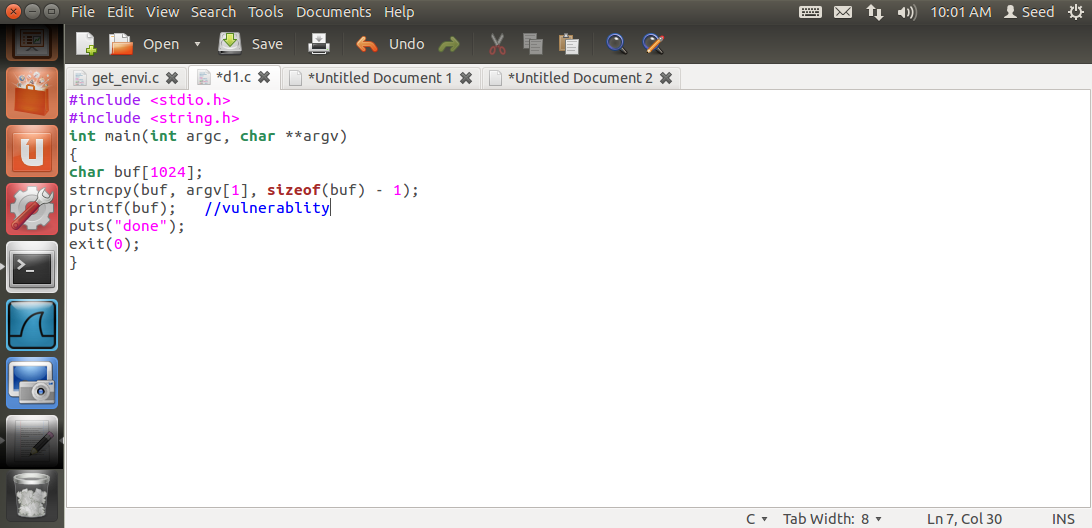 File Edit View Search Tools Documents Help 10:01 AM Seed
Open Save Undo
get_envi.c *d1.c *Untitled Document 1 *Untitled Document 2
#include <stdio.h>
#include <string.h>
int main(int argc, char **argv)
{
char buf[1024];
strncpy(buf, argv[1], sizeof(buf) - 1);
printf(buf);   //vulnerablity
puts("done");
exit(0);
}
C Tab Width: 8 Ln 7, Col 30 INS